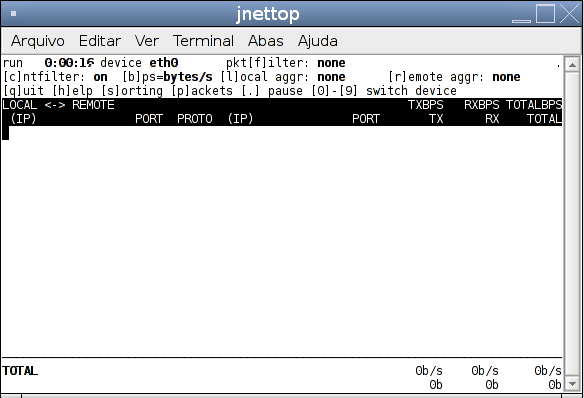 jnettop
Arquivo Editar Ver Terminal Abas Ajuda
run 0:00:16 device eth0 pkt[f]ilter: none .
[c]ntfilter: on [b]ps=bytes/s [l]ocal aggr: none [r]emote aggr: none
[q]uit [h]elp [s]orting [p]ackets [.] pause [0]-[9] switch device
LOCAL <-> REMOTE TXBPS RXBPS TOTALBPS
(IP) PORT PROTO (IP) PORT TX RX TOTAL
TOTAL 0b/s 0b/s 0b/s
0b 0b 0b